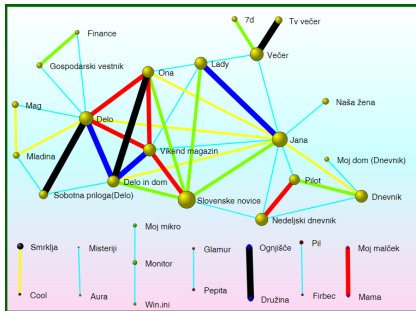 7d
Tv večer
Finance
Večer
Gospodarski vestnik
Ona
Lady
Mag
Naša žena
Delo
Jana
Vikend magazin
Mladina
Moj dom (Dnevnik)
Delo in dom
Pilot
Sobotna priloga(Delo)
Slovenske novice
Dnevnik
Nedeljski dnevnik
Moj mikro
Smrklja
Misteriji
Glamur
Ognjišče
Pil
Moj malček
Monitor
Cool
Aura
Win.ini
Pepita
Družina
Firbec
Mama